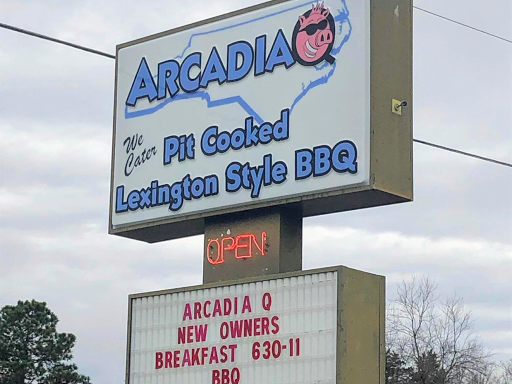 ARCADIA Q
We Cater
Pit Cooked
Lexington Style BBQ
OPEN
ARCADIA Q
NEW OWNERS
BREAKFAST 630-11
BBQ